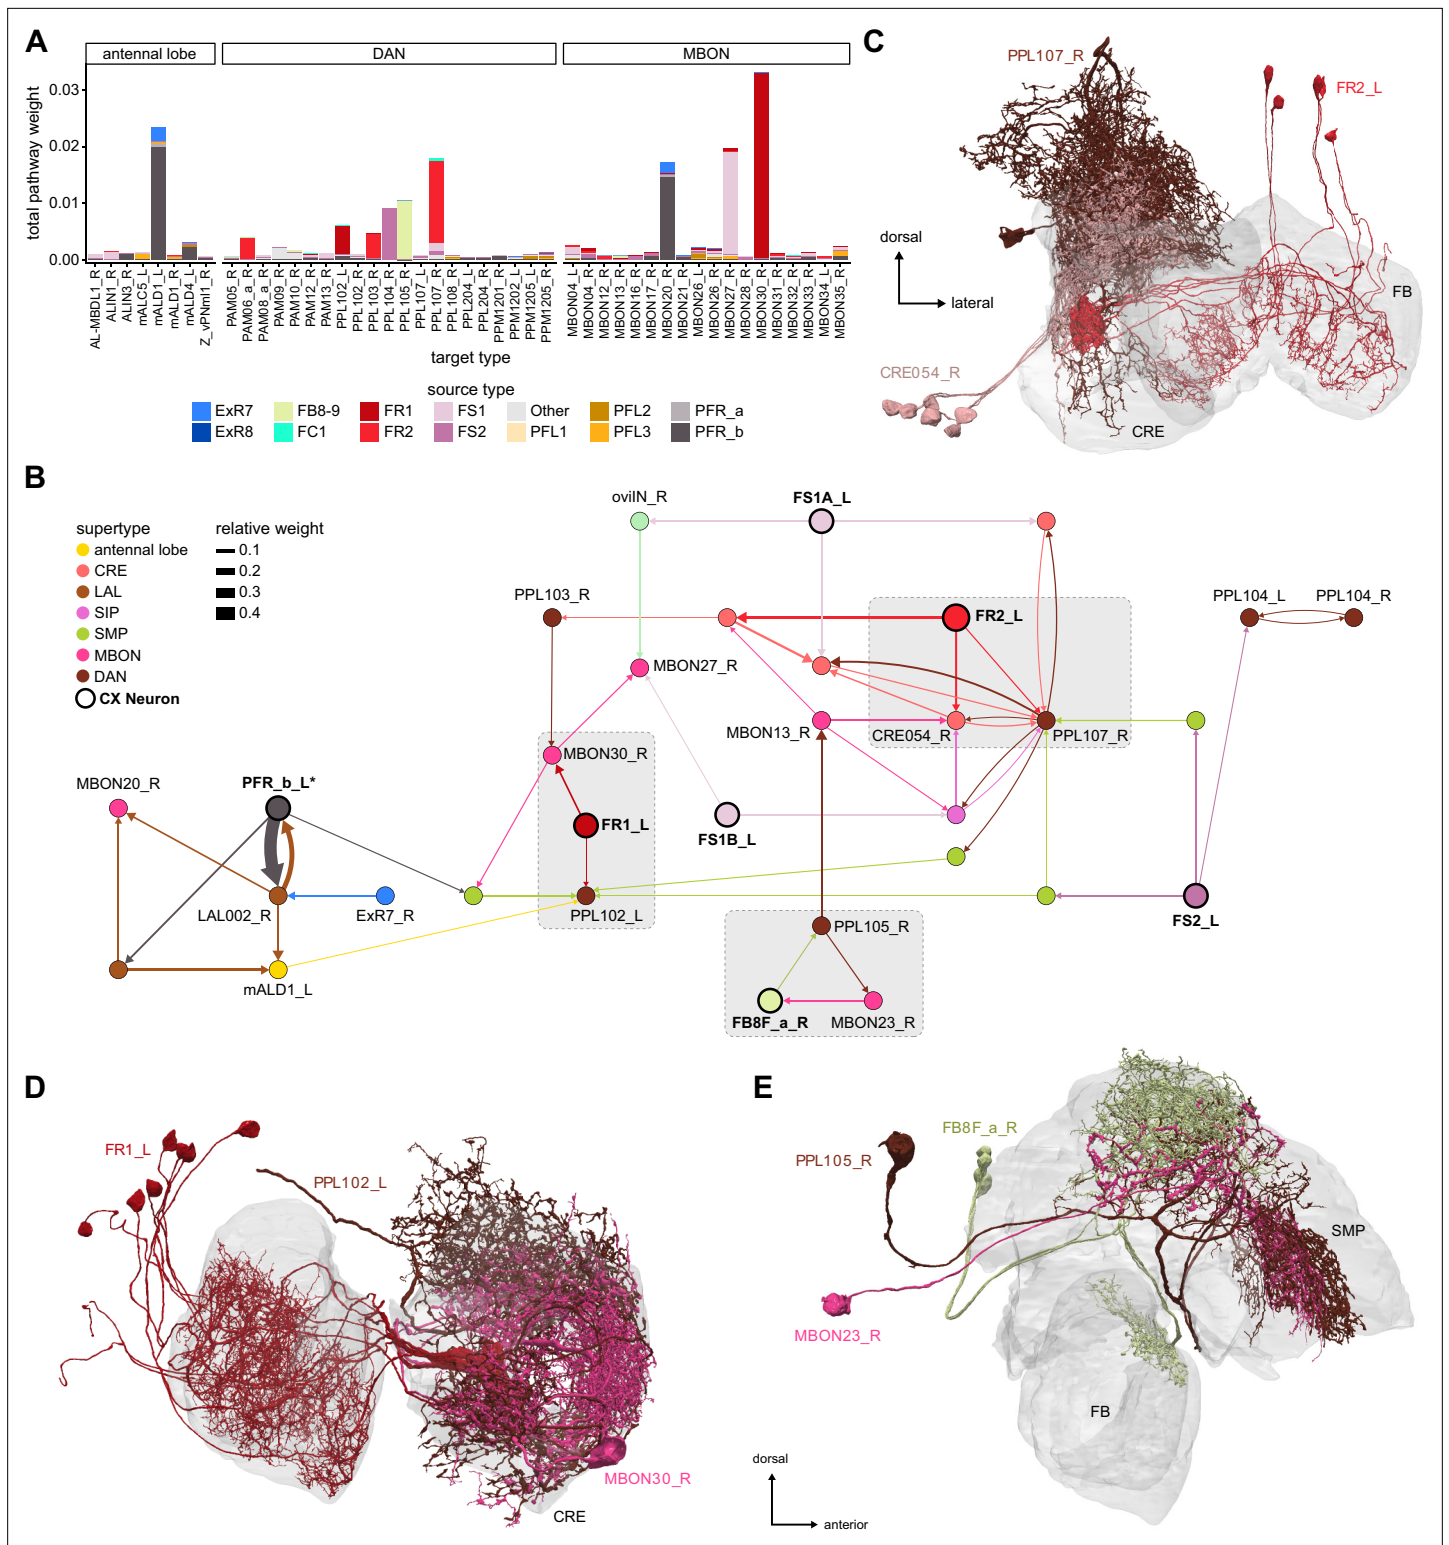 A
antennal lobe
DAN
MBON
total pathway weight
0.03
0.02
0.01
0.00
AL-MBDL1_R
ALIN1_R
ALIN3_R
mALC5_L
mALD1_L
mALD1_R
mALD4_L
Z_vPNml1_R
PAM05_R
PAM06_a_R
PAM08_a_R
PAM09_R
PAM10_R
PAM12_R
PAM13_R
PPL102_L
PPL102_R
PPL103_R
PPL104_R
PPL105_R
PPL107_L
PPL107_R
PPL108_R
PPL204_L
PPL204_R
PPM1201_R
PPM1202_L
PPM1205_L
PPM1205_R
MBON04_L
MBON04_R
MBON12_R
MBON13_R
MBON16_R
MBON17_R
MBON20_R
MBON21_R
MBON26_L
MBON26_R
MBON27_R
MBON28_R
MBON30_R
MBON31_R
MBON32_R
MBON33_R
MBON34_L
MBON35_R
target type
source type
ExR7 FB8-9 FR1 FS1 Other PFL2 PFR_a
ExR8 FC1 FR2 FS2 PFL1 PFL3 PFR_b
C
PPL107_R
FR2_L
dorsal
lateral
FB
CRE054_R
CRE
B
supertype
antennal lobe
CRE
LAL
SIP
SMP
MBON
DAN
CX Neuron
relative weight
0.1
0.2
0.3
0.4
oviIN_R
FS1A_L
PPL103_R
FR2_L
PPL104_L
PPL104_R
MBON27_R
MBON13_R
CRE054_R
PPL107_R
MBON30_R
MBON20_R
PFR_b_L*
FR1_L
FS1B_L
LAL002_R
ExR7_R
PPL102_L
FS2_L
PPL105_R
mALD1_L
FB8F_a_R
MBON23_R
D
FR1_L
PPL102_L
MBON30_R
CRE
E
FB8F_a_R
PPL105_R
SMP
MBON23_R
FB
dorsal
anterior